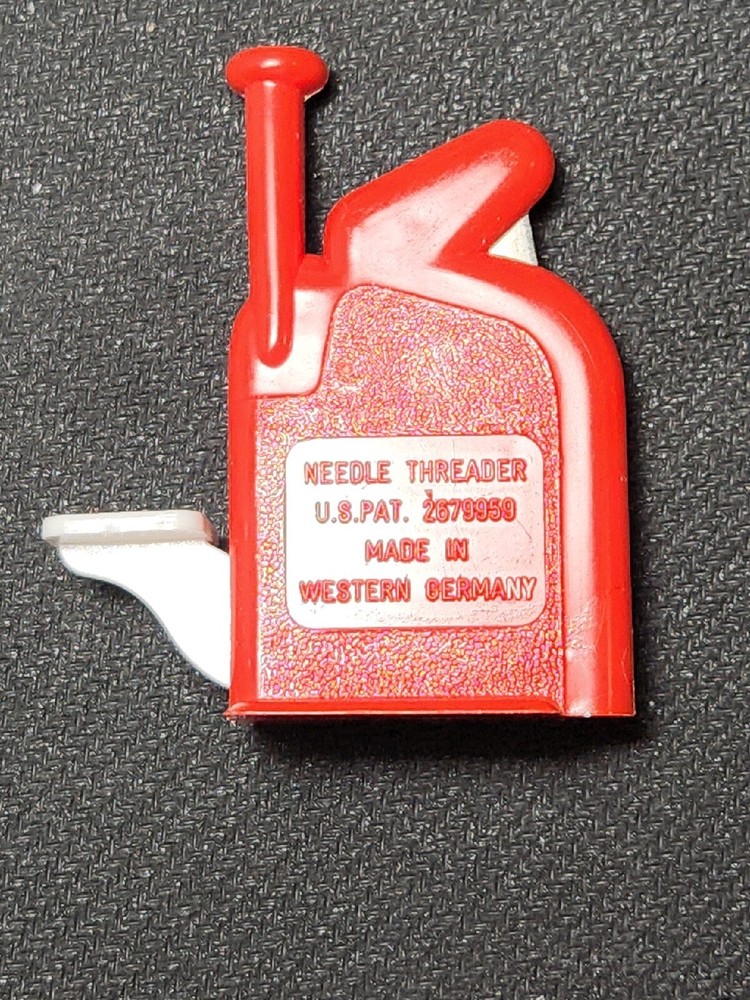 NEEDLE THREADER
U.S.PAT. 2679959
MADE IN
WESTERN GERMANY